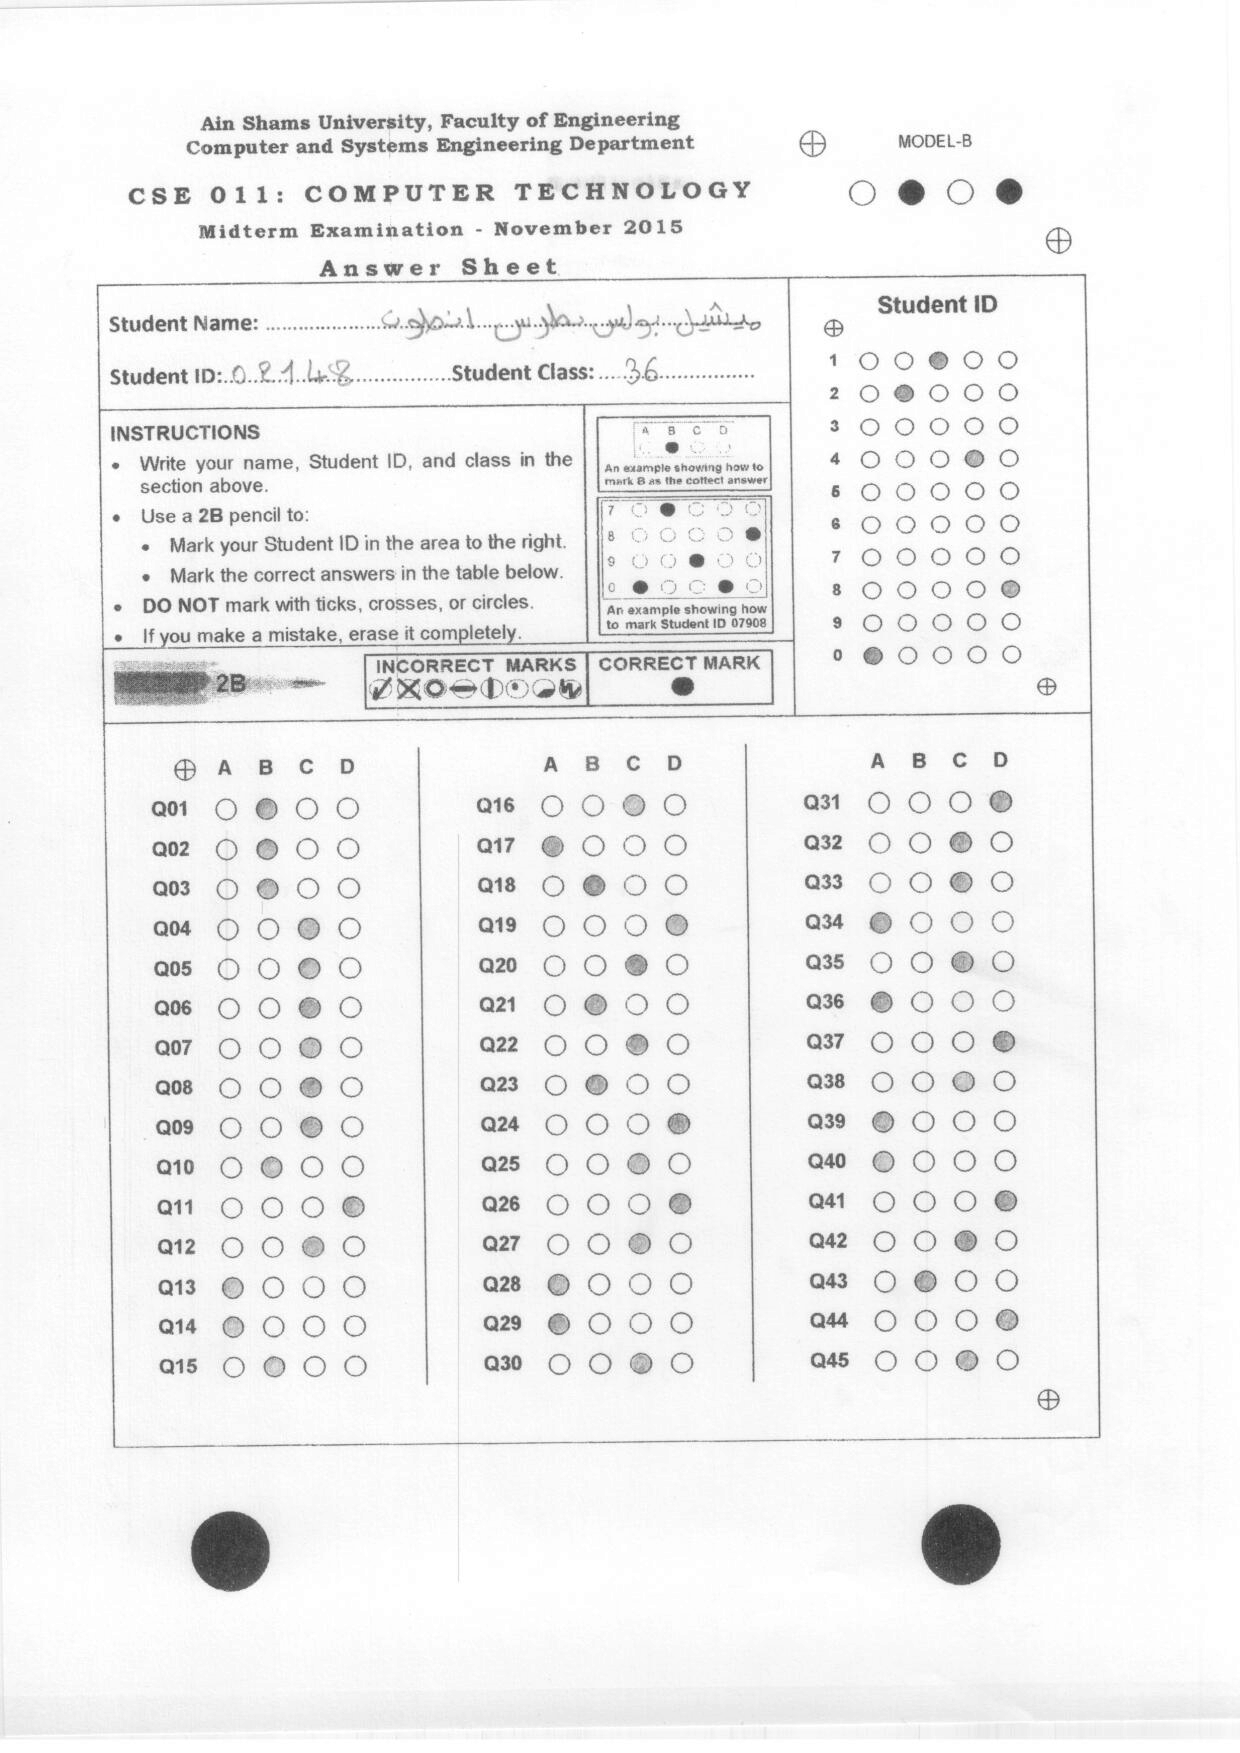 Ain Shams University, Faculty of Engineering
Computer and Systems Engineering Department
MODEL-B
CSE 011: COMPUTER TECHNOLOGY
Midterm Examination - November 2015
Answer Sheet
Student Name: ميشيل بولس بطرس انطون
Student ID: 02148 Student Class: 36
Student ID
1
2
3
4
5
6
7
8
9
0
INSTRUCTIONS
• Write your name, Student ID, and class in the
section above.
• Use a 2B pencil to:
• Mark your Student ID in the area to the right.
• Mark the correct answers in the table below.
• DO NOT mark with ticks, crosses, or circles.
• If you make a mistake, erase it completely.
A B C D
An example showing how to
mark B as the cottect answer
7
8
9
0
An example showing how
to mark Student ID 07908
2B
INCORRECT MARKS
CORRECT MARK
A B C D
Q01
Q02
Q03
Q04
Q05
Q06
Q07
Q08
Q09
Q10
Q11
Q12
Q13
Q14
Q15
A B C D
Q16
Q17
Q18
Q19
Q20
Q21
Q22
Q23
Q24
Q25
Q26
Q27
Q28
Q29
Q30
A B C D
Q31
Q32
Q33
Q34
Q35
Q36
Q37
Q38
Q39
Q40
Q41
Q42
Q43
Q44
Q45